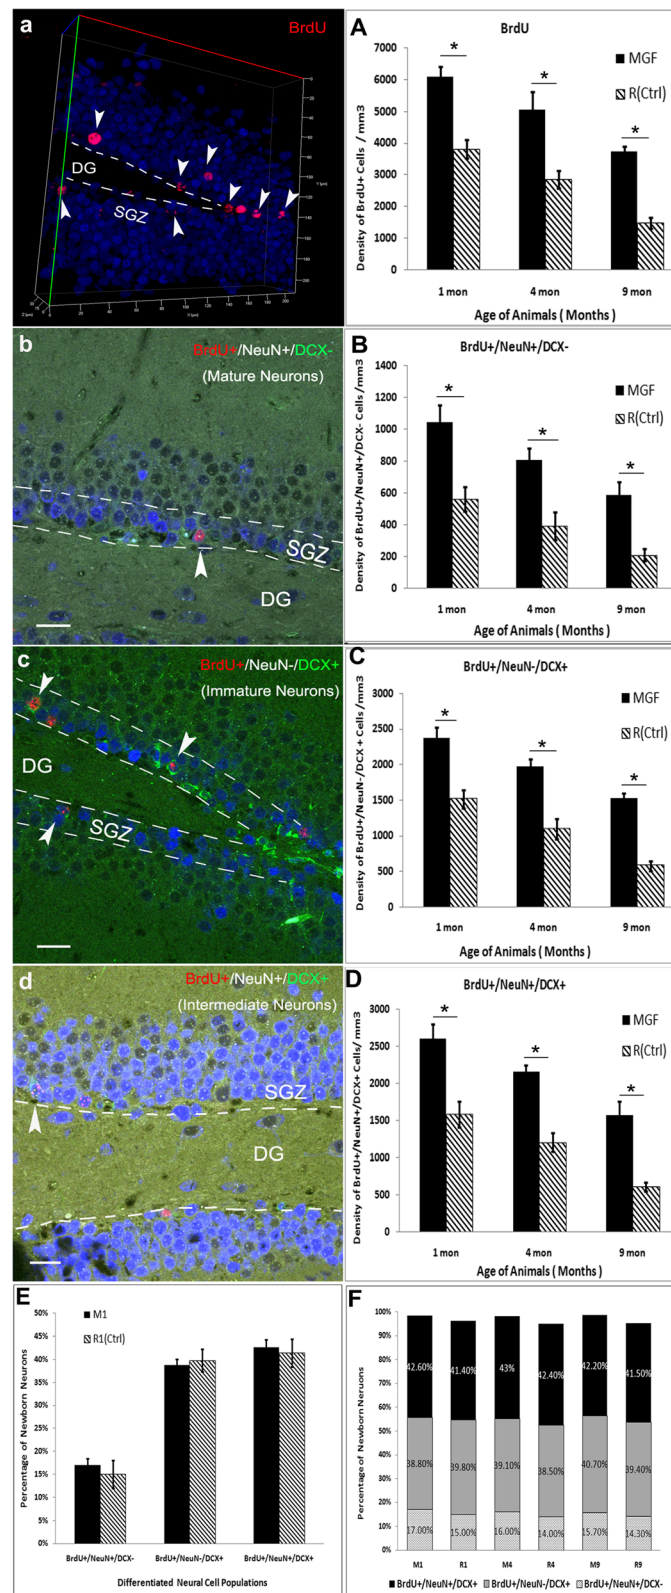 a
BrdU
DG
SGZ
A
BrdU
Density of BrdU+ Cells / mm3
7000
6000
5000
4000
3000
2000
1000
0
*
*
*
MGF
R(Ctrl)
1 mon
4 mon
9 mon
Age of Animals ( Months )
b
BrdU+/NeuN+/DCX-
(Mature Neurons)
SGZ
DG
B
BrdU+/NeuN+/DCX-
Density of BrdU+/NeuN+/DCX- Cells/mm3
1400
1200
1000
800
600
400
200
0
*
*
*
MGF
R(Ctrl)
1 mon
4 mon
9 mon
Age of Animals ( Months )
c
BrdU+/NeuN-/DCX+
(Immature Neurons)
DG
SGZ
C
BrdU+/NeuN-/DCX+
Density of BrdU+/NeuN-/DCX + Cells /mm3
3000
2500
2000
1500
1000
500
0
*
*
*
MGF
R(Ctrl)
1 mon
4 mon
9 mon
Age of Animals ( Months )
d
BrdU+/NeuN+/DCX+
(Intermediate Neurons)
SGZ
DG
D
BrdU+/NeuN+/DCX+
Density of BrdU+/NeuN+/DCX+ Cells/ mm3
3000
2500
2000
1500
1000
500
0
*
*
*
MGF
R(Ctrl)
1 mon
4 mon
9 mon
Age of Animals ( Months )
E
M1
R1(Ctrl)
Percentage of Newborn Neurons
50%
45%
40%
35%
30%
25%
20%
15%
10%
5%
0%
BrdU+/NeuN+/DCX-
BrdU+/NeuN-/DCX+
BrdU+/NeuN+/DCX+
Differentiated Neural Cell Populations
F
Percentage of Newborn Neruons
100%
90%
80%
70%
60%
50%
40%
30%
20%
10%
0%
42.60%
41.40%
43%
42.40%
42.20%
41.50%
38.80%
39.80%
39.10%
38.50%
40.70%
39.40%
17.00%
15.00%
16.00%
14.00%
15.70%
14.30%
M1
R1
M4
R4
M9
R9
BrdU+/NeuN+/DCX+
BrdU+/NeuN-/DCX+
BrdU+/NeuN+/DCX-